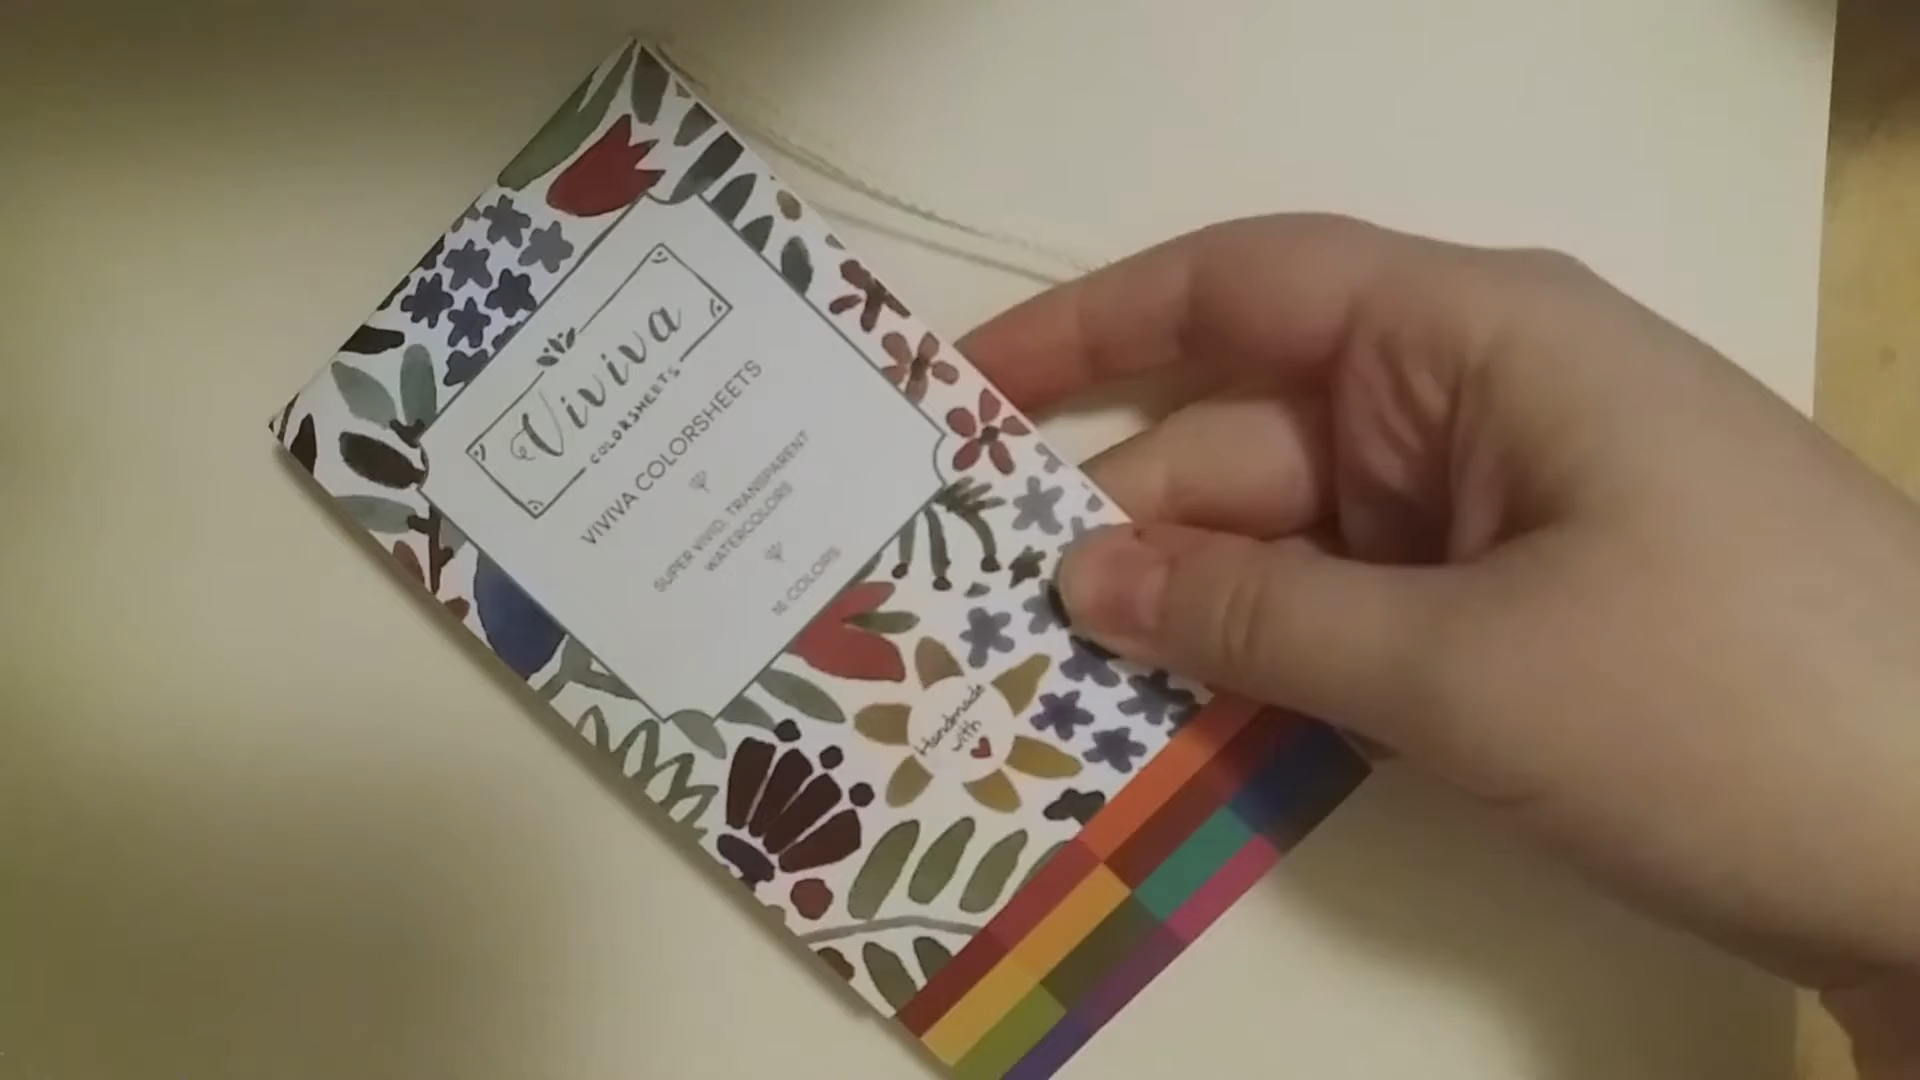 Viviva
COLORSHEETS
VIVIVA COLORSHEETS
SUPER VIVID, TRANSPARENT
WATERCOLORS
16 COLORS
Handmade
with